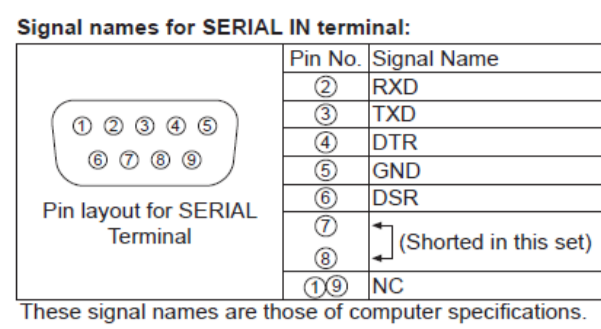 Signal names for SERIAL IN terminal:
Pin No. Signal Name
② RXD
③ TXD
④ DTR
⑤ GND
⑥ DSR
⑦
⑧
(Shorted in this set)
①⑨ NC
① ② ③ ④ ⑤
⑥ ⑦ ⑧ ⑨
Pin layout for SERIAL
Terminal
These signal names are those of computer specifications.